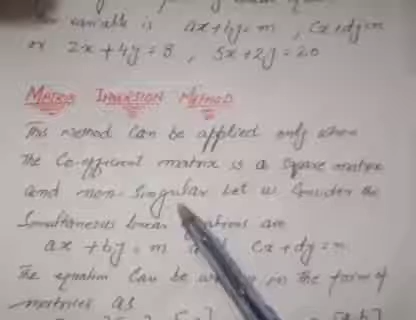 variable is ax + by = m , cx + dy = n
or 2x + 4y = 8 , 5x + 2y = 20
MATRIX INVERSION METHOD
This method can be applied only when
the Co-efficient matrix is a square matrix
and non-singular Let us Consider the
Simultaneous linear equations are
ax + by = m and cx + dy = n
The equation Can be written in the form of
matrices as